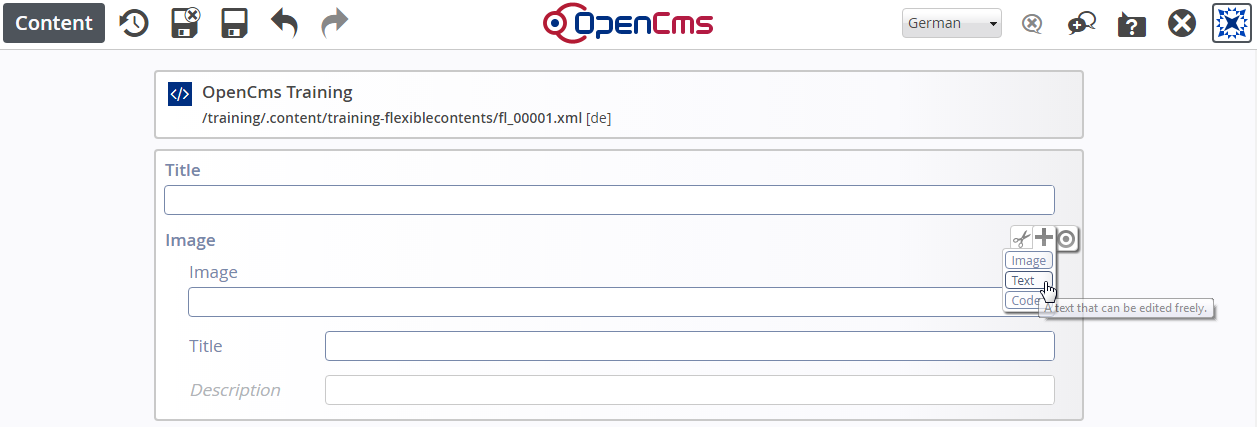 Content
OpenCms
German
OpenCms Training
/training/.content/training-flexiblecontents/fl_00001.xml [de]
Title
Image
Image
Image
Text
Code
A text that can be edited freely.
Title
Description